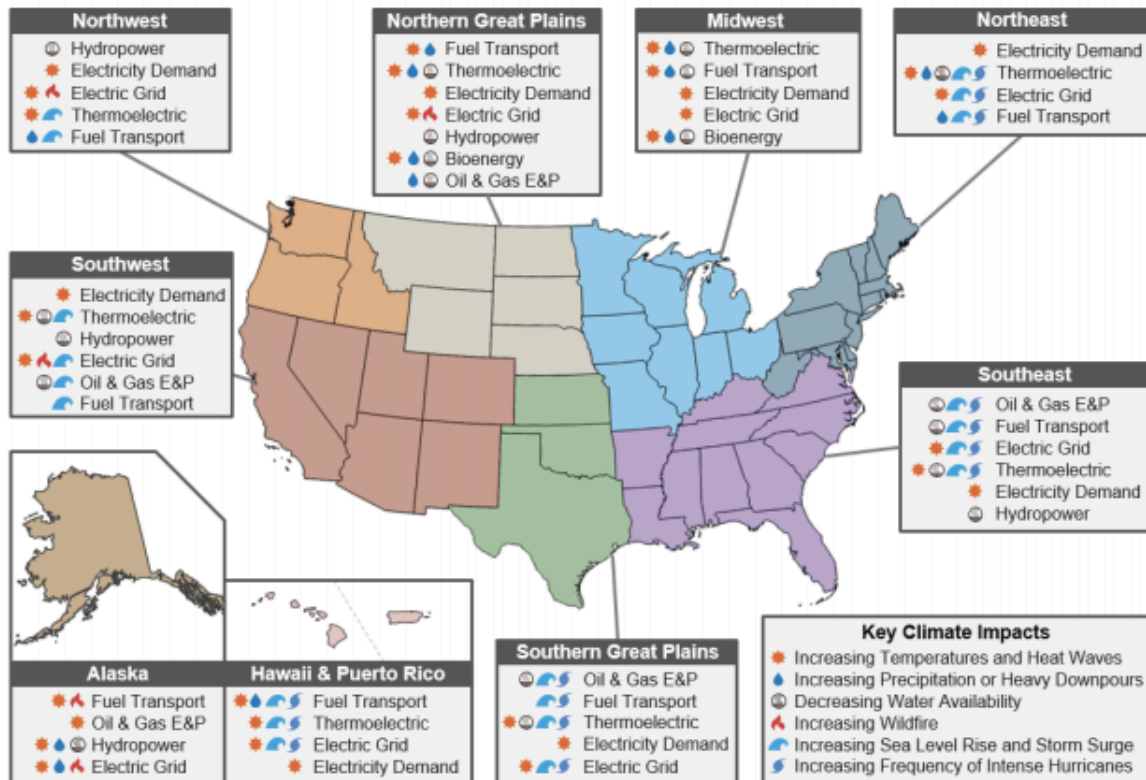 Northwest
Hydropower
Electricity Demand
Electric Grid
Thermoelectric
Fuel Transport
Northern Great Plains
Fuel Transport
Thermoelectric
Electricity Demand
Electric Grid
Hydropower
Bioenergy
Oil & Gas E&P
Midwest
Thermoelectric
Fuel Transport
Electricity Demand
Electric Grid
Bioenergy
Northeast
Electricity Demand
Thermoelectric
Electric Grid
Fuel Transport
Southwest
Electricity Demand
Thermoelectric
Hydropower
Electric Grid
Oil & Gas E&P
Fuel Transport
Southeast
Oil & Gas E&P
Fuel Transport
Electric Grid
Thermoelectric
Electricity Demand
Hydropower
Alaska
Fuel Transport
Oil & Gas E&P
Hydropower
Electric Grid
Hawaii & Puerto Rico
Fuel Transport
Thermoelectric
Electric Grid
Electricity Demand
Southern Great Plains
Oil & Gas E&P
Fuel Transport
Thermoelectric
Electricity Demand
Electric Grid
Key Climate Impacts
Increasing Temperatures and Heat Waves
Increasing Precipitation or Heavy Downpours
Decreasing Water Availability
Increasing Wildfire
Increasing Sea Level Rise and Storm Surge
Increasing Frequency of Intense Hurricanes